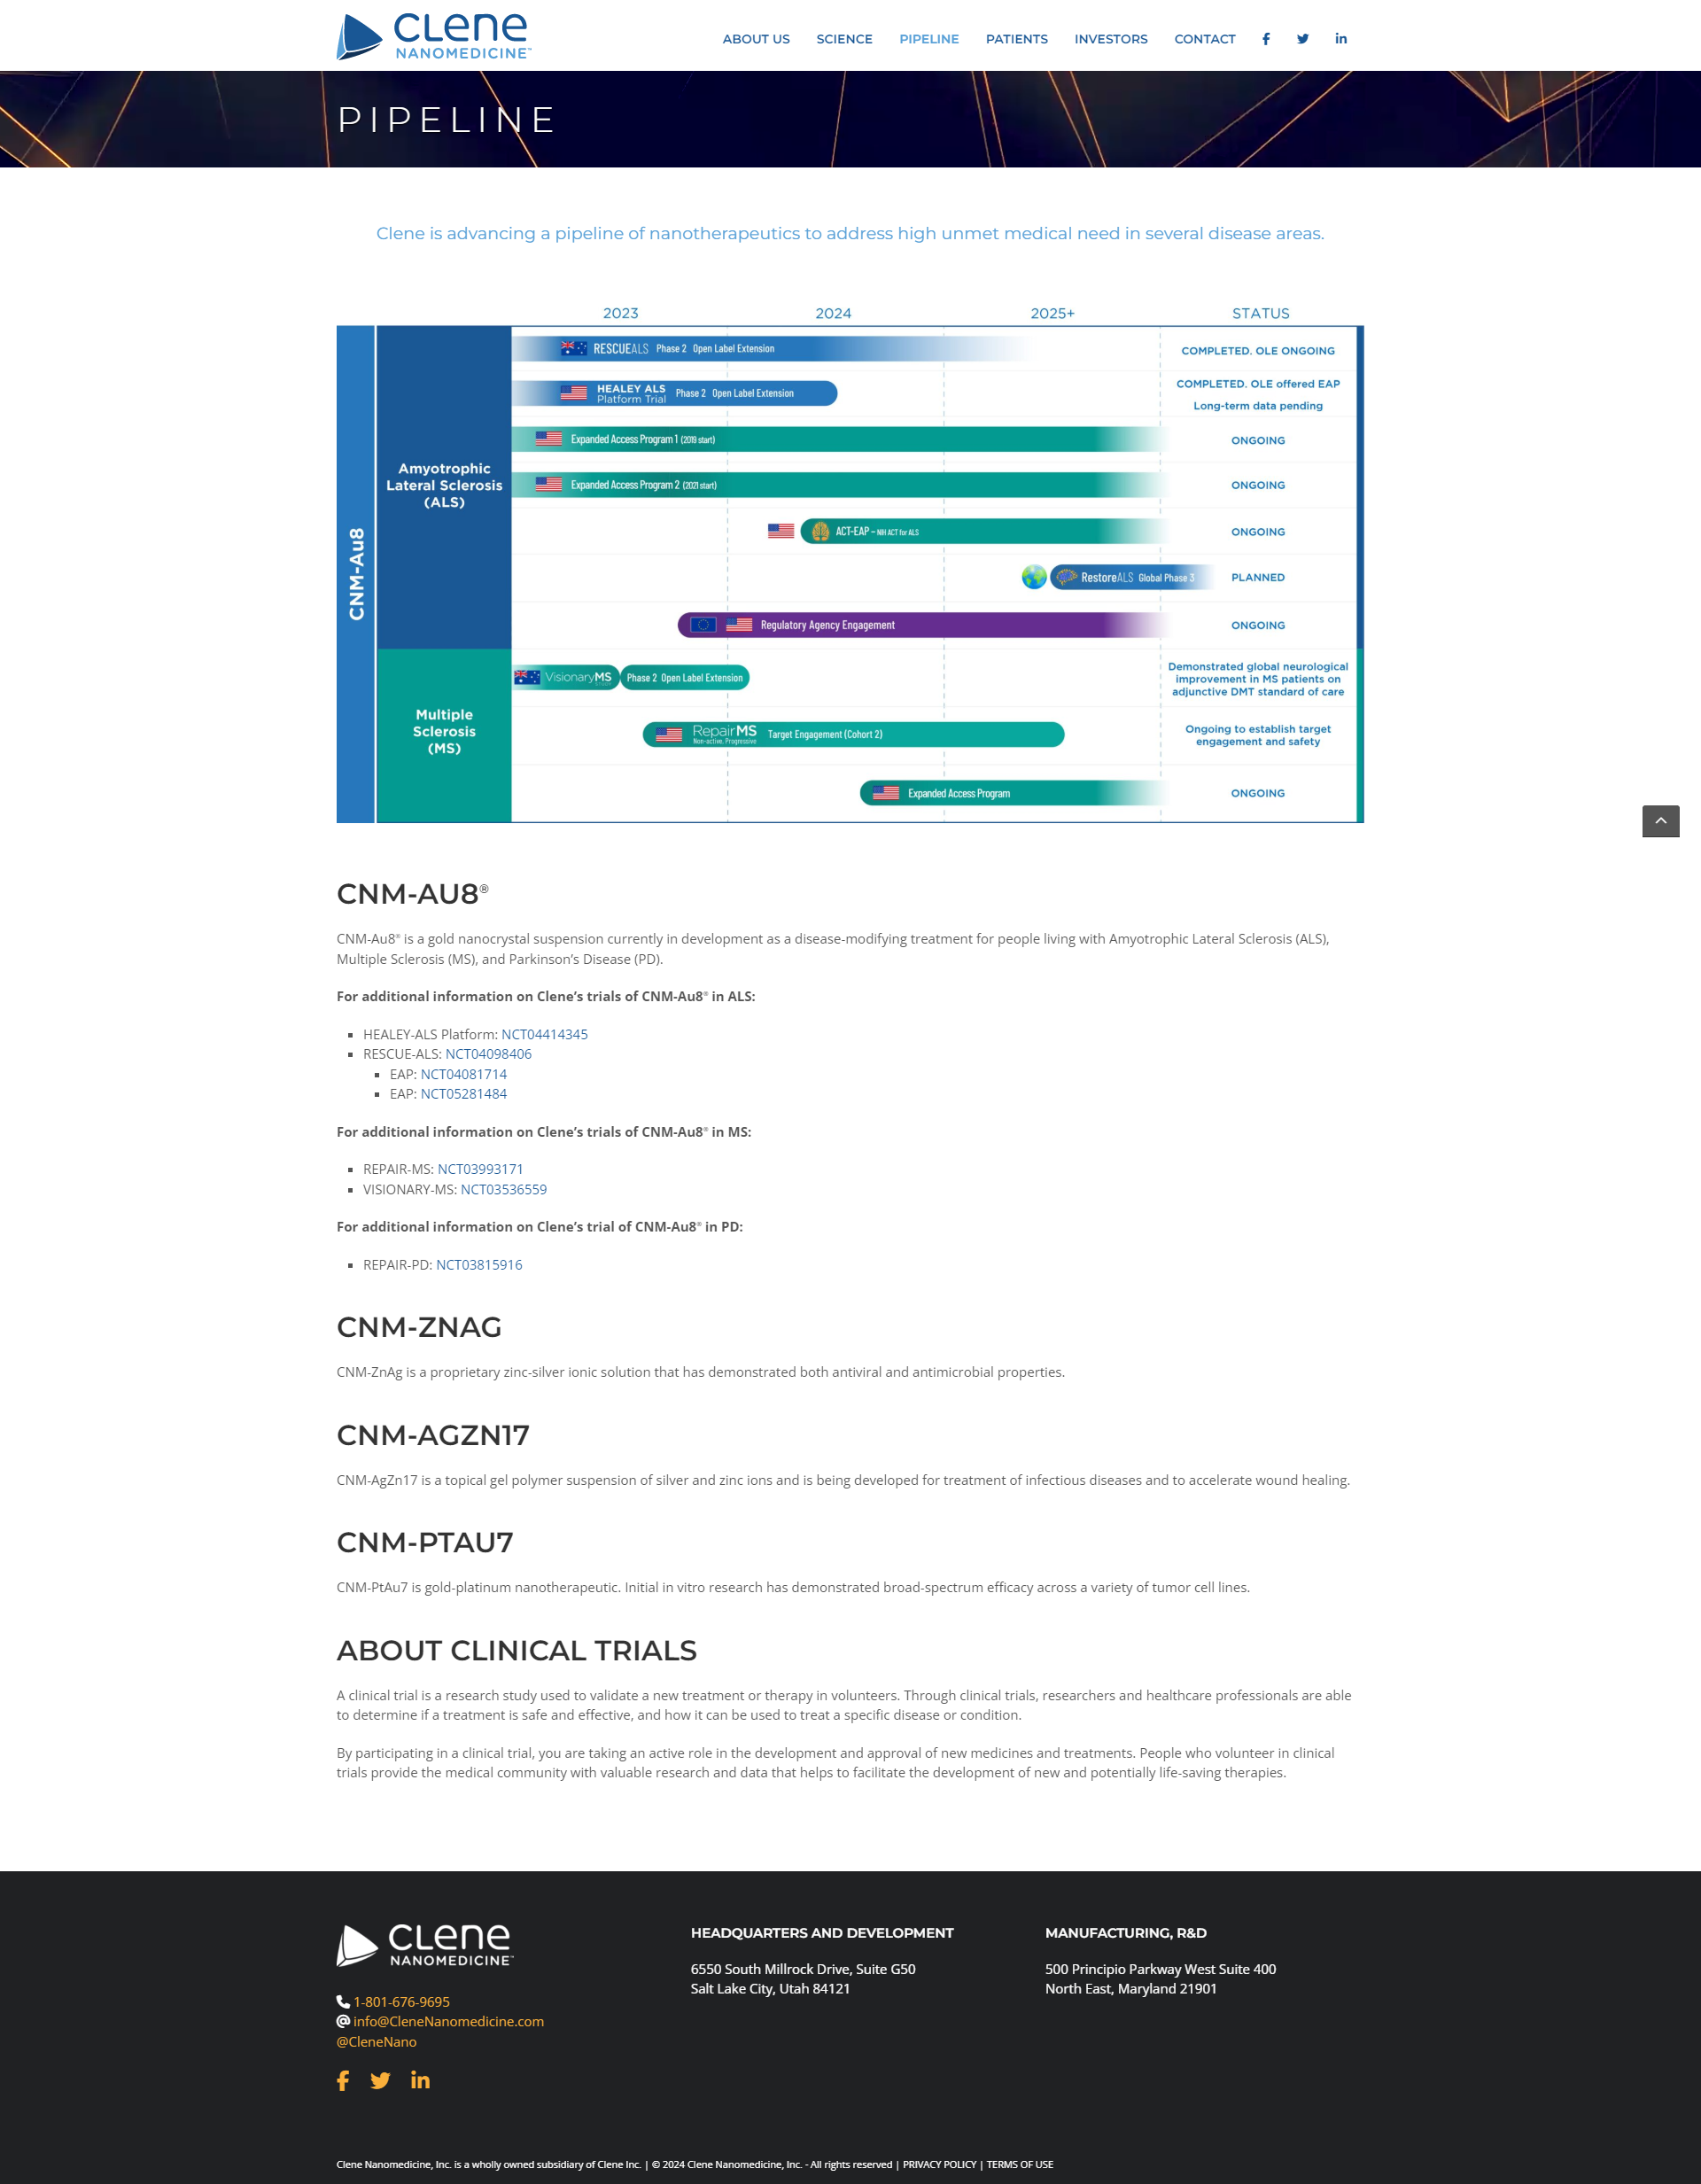 CLene
NANOMEDICINE™
ABOUT US SCIENCE PIPELINE PATIENTS INVESTORS CONTACT
PIPELINE
Clene is advancing a pipeline of nanotherapeutics to address high unmet medical need in several disease areas.
2023 2024 2025+ STATUS
CNM-Au8
Amyotrophic
Lateral Sclerosis
(ALS)
RESCUEALS Phase 2 Open Label Extension
COMPLETED. OLE ONGOING
HEALEY ALS
Platform Trial
Phase 2 Open Label Extension
COMPLETED. OLE offered EAP
Long-term data pending
Expanded Access Program 1 (2019 start)
ONGOING
Expanded Access Program 2 (2021 start)
ONGOING
ACT-EAP – NIH ACT for ALS
ONGOING
RestoreALS Global Phase 3
PLANNED
Regulatory Agency Engagement
ONGOING
Multiple
Sclerosis
(MS)
VisionaryMS Phase 2 Open Label Extension
Demonstrated global neurological
improvement in MS patients on
adjunctive DMT standard of care
RepairMS
Non-active, Progressive
Target Engagement (Cohort 2)
Ongoing to establish target
engagement and safety
Expanded Access Program
ONGOING
CNM-AU8®
CNM-Au8® is a gold nanocrystal suspension currently in development as a disease-modifying treatment for people living with Amyotrophic Lateral Sclerosis (ALS),
Multiple Sclerosis (MS), and Parkinson’s Disease (PD).
For additional information on Clene’s trials of CNM-Au8® in ALS:
HEALEY-ALS Platform: NCT04414345
RESCUE-ALS: NCT04098406
EAP: NCT04081714
EAP: NCT05281484
For additional information on Clene’s trials of CNM-Au8® in MS:
REPAIR-MS: NCT03993171
VISIONARY-MS: NCT03536559
For additional information on Clene’s trial of CNM-Au8® in PD:
REPAIR-PD: NCT03815916
CNM-ZNAG
CNM-ZnAg is a proprietary zinc-silver ionic solution that has demonstrated both antiviral and antimicrobial properties.
CNM-AGZN17
CNM-AgZn17 is a topical gel polymer suspension of silver and zinc ions and is being developed for treatment of infectious diseases and to accelerate wound healing.
CNM-PTAU7
CNM-PtAu7 is gold-platinum nanotherapeutic. Initial in vitro research has demonstrated broad-spectrum efficacy across a variety of tumor cell lines.
ABOUT CLINICAL TRIALS
A clinical trial is a research study used to validate a new treatment or therapy in volunteers. Through clinical trials, researchers and healthcare professionals are able
to determine if a treatment is safe and effective, and how it can be used to treat a specific disease or condition.
By participating in a clinical trial, you are taking an active role in the development and approval of new medicines and treatments. People who volunteer in clinical
trials provide the medical community with valuable research and data that helps to facilitate the development of new and potentially life-saving therapies.
CLene
NANOMEDICINE™
1-801-676-9695
info@CleneNanomedicine.com
@CleneNano
HEADQUARTERS AND DEVELOPMENT
6550 South Millrock Drive, Suite G50
Salt Lake City, Utah 84121
MANUFACTURING, R&D
500 Principio Parkway West Suite 400
North East, Maryland 21901
Clene Nanomedicine, Inc. is a wholly owned subsidiary of Clene Inc. | © 2024 Clene Nanomedicine, Inc. - All rights reserved | PRIVACY POLICY | TERMS OF USE